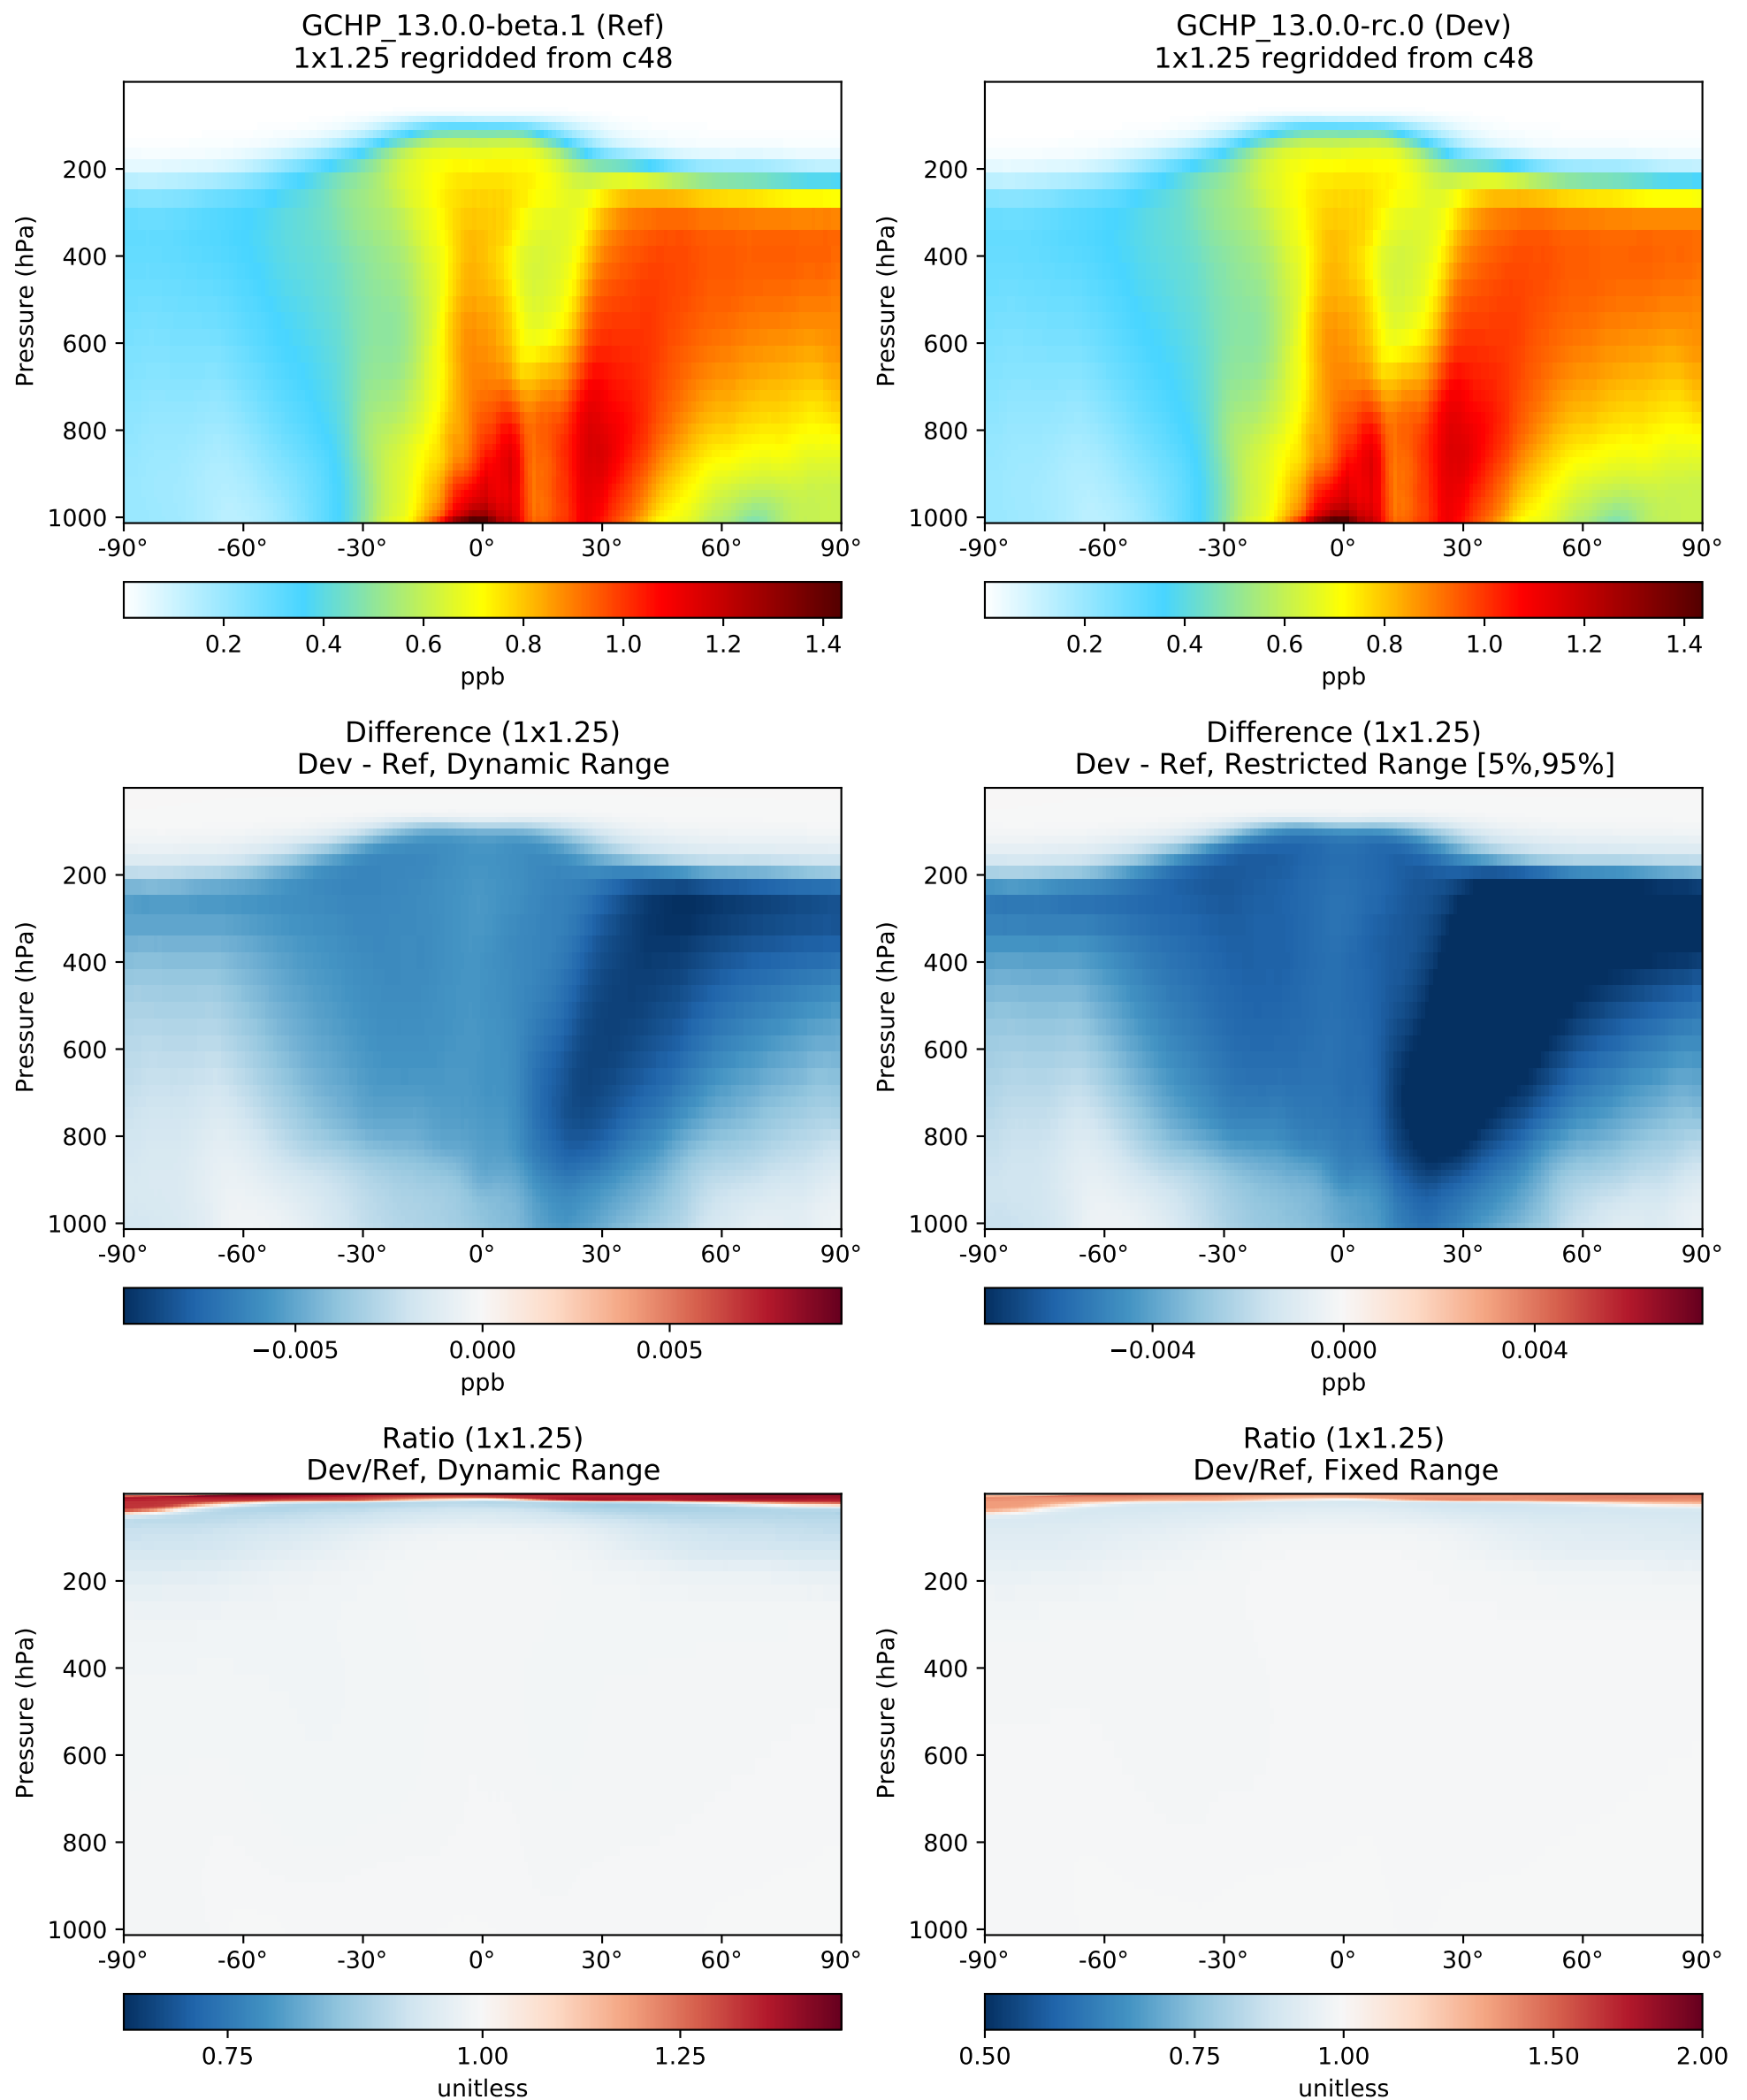 GCHP_13.0.0-beta.1 (Ref)
1x1.25 regridded from c48
Pressure (hPa)
200
400
600
800
1000
-90° -60° -30° 0° 30° 60° 90°
0.2 0.4 0.6 0.8 1.0 1.2 1.4
ppb
GCHP_13.0.0-rc.0 (Dev)
1x1.25 regridded from c48
Pressure (hPa)
200
400
600
800
1000
-90° -60° -30° 0° 30° 60° 90°
0.2 0.4 0.6 0.8 1.0 1.2 1.4
ppb
Difference (1x1.25)
Dev - Ref, Dynamic Range
Pressure (hPa)
200
400
600
800
1000
-90° -60° -30° 0° 30° 60° 90°
−0.005 0.000 0.005
ppb
Difference (1x1.25)
Dev - Ref, Restricted Range [5%,95%]
Pressure (hPa)
200
400
600
800
1000
-90° -60° -30° 0° 30° 60° 90°
−0.004 0.000 0.004
ppb
Ratio (1x1.25)
Dev/Ref, Dynamic Range
Pressure (hPa)
200
400
600
800
1000
-90° -60° -30° 0° 30° 60° 90°
0.75 1.00 1.25
unitless
Ratio (1x1.25)
Dev/Ref, Fixed Range
Pressure (hPa)
200
400
600
800
1000
-90° -60° -30° 0° 30° 60° 90°
0.50 0.75 1.00 1.50 2.00
unitless